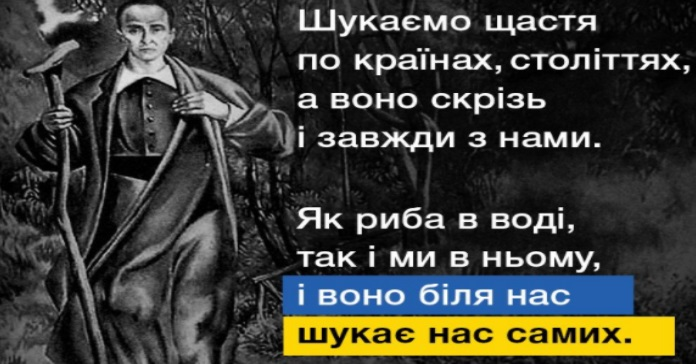 Шукаємо щастя
по країнах, століттях,
а воно скрізь
і завжди з нами.
Як риба в воді,
так і ми в ньому,
і воно біля нас
шукає нас самих.